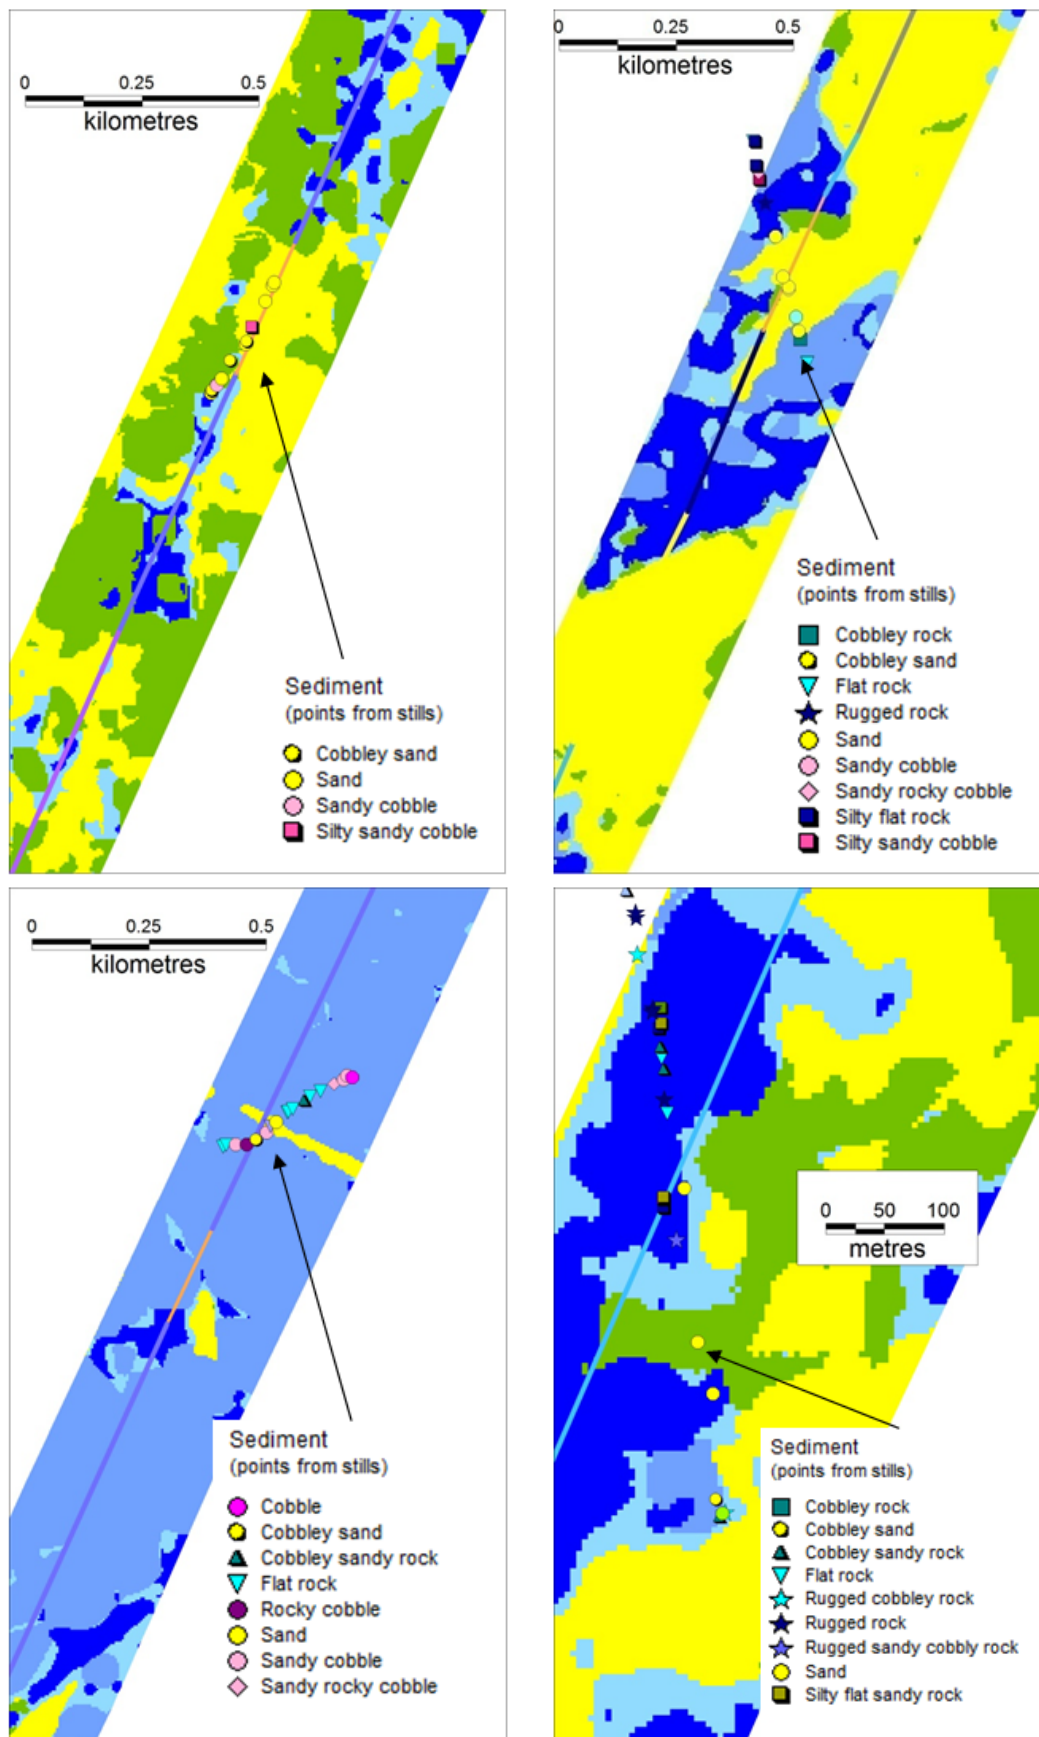 0 0.25 0.5
kilometres
Sediment
(points from stills)
Cobbley sand
Sand
Sandy cobble
Silty sandy cobble
0 0.25 0.5
kilometres
Sediment
(points from stills)
Cobbley rock
Cobbley sand
Flat rock
Rugged rock
Sand
Sandy cobble
Sandy rocky cobble
Silty flat rock
Silty sandy cobble
0 0.25 0.5
kilometres
Sediment
(points from stills)
Cobble
Cobbley sand
Cobbley sandy rock
Flat rock
Rocky cobble
Sand
Sandy cobble
Sandy rocky cobble
0 50 100
metres
Sediment
(points from stills)
Cobbley rock
Cobbley sand
Cobbley sandy rock
Flat rock
Rugged cobbley rock
Rugged rock
Rugged sandy cobbly rock
Sand
Silty flat sandy rock